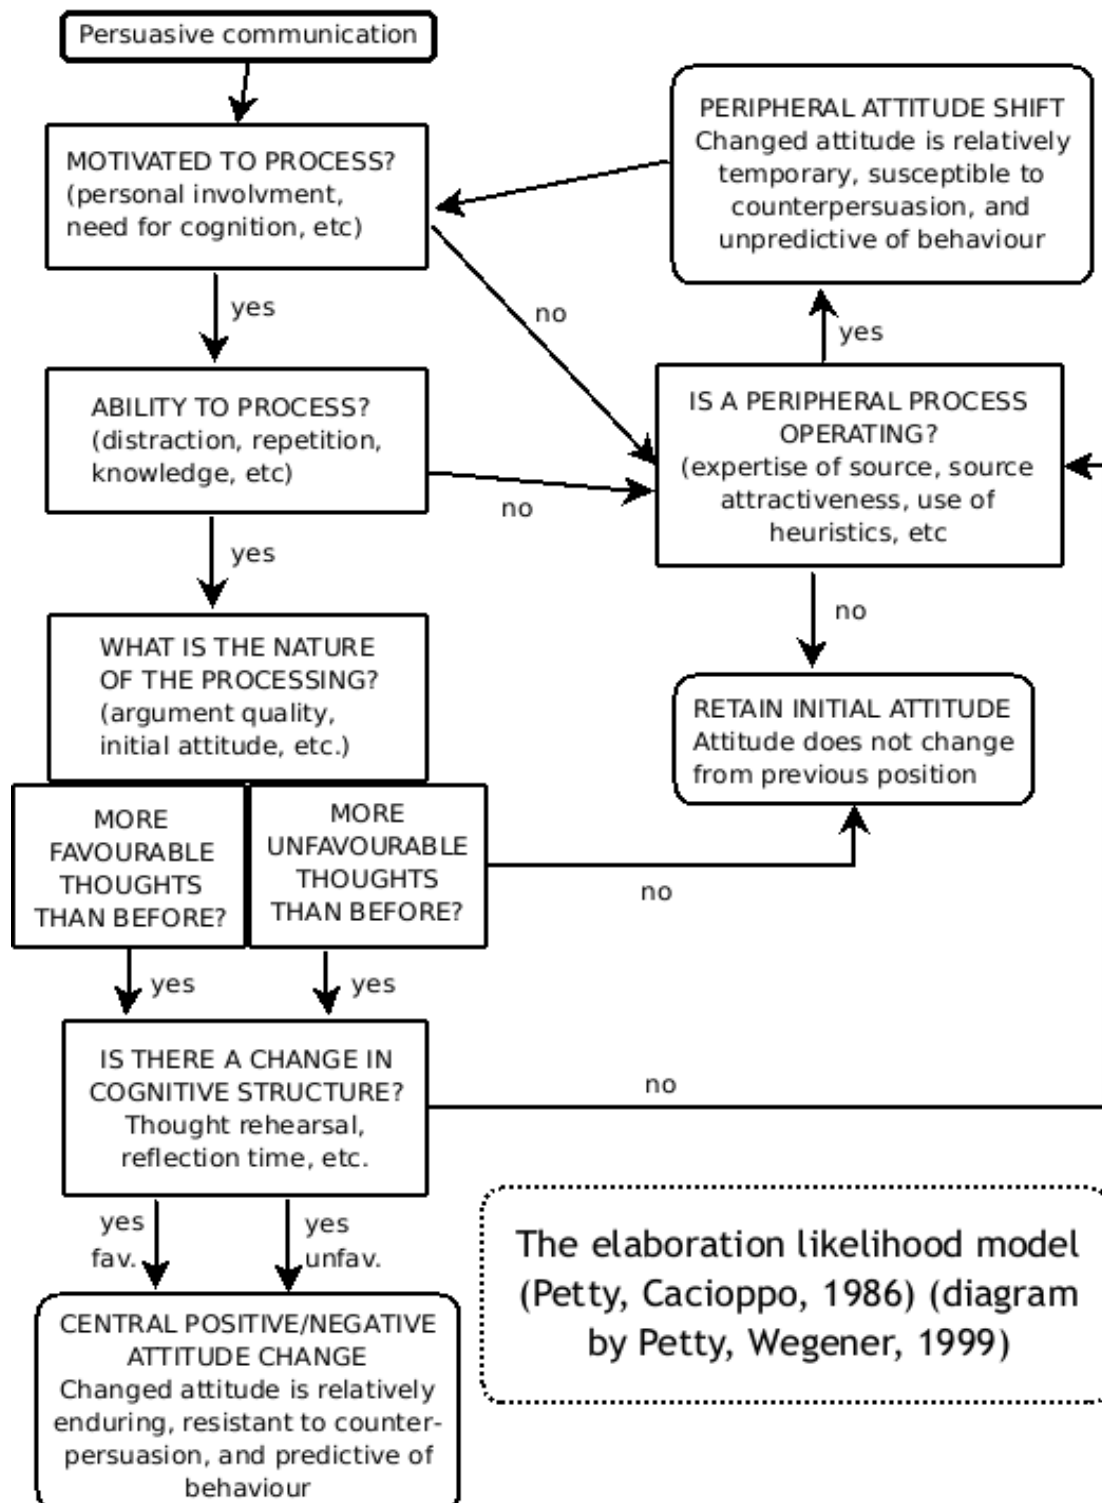 Persuasive communication
MOTIVATED TO PROCESS?
(personal involvment,
need for cognition, etc)
yes
no
ABILITY TO PROCESS?
(distraction, repetition,
knowledge, etc)
yes
no
WHAT IS THE NATURE
OF THE PROCESSING?
(argument quality,
initial attitude, etc.)
MORE
FAVOURABLE
THOUGHTS
THAN BEFORE?
MORE
UNFAVOURABLE
THOUGHTS
THAN BEFORE?
no
yes
yes
IS THERE A CHANGE IN
COGNITIVE STRUCTURE?
Thought rehearsal,
reflection time, etc.
no
yes
fav.
yes
unfav.
CENTRAL POSITIVE/NEGATIVE
ATTITUDE CHANGE
Changed attitude is relatively
enduring, resistant to counter-
persuasion, and predictive of
behaviour
PERIPHERAL ATTITUDE SHIFT
Changed attitude is relatively
temporary, susceptible to
counterpersuasion, and
unpredictive of behaviour
yes
IS A PERIPHERAL PROCESS
OPERATING?
(expertise of source, source
attractiveness, use of
heuristics, etc
no
RETAIN INITIAL ATTITUDE
Attitude does not change
from previous position
The elaboration likelihood model
(Petty, Cacioppo, 1986) (diagram
by Petty, Wegener, 1999)